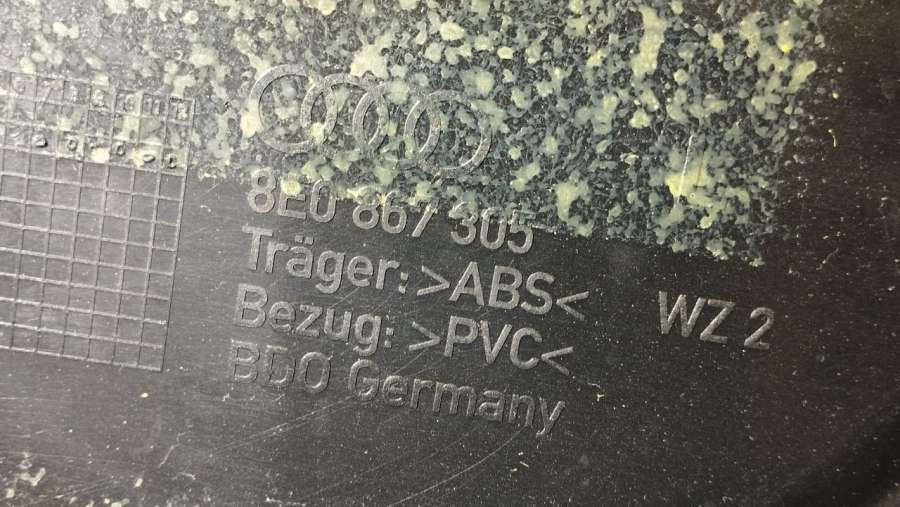 8E0 867 305
Träger: >ABS<
Bezug: >PVC<
BDO Germany
WZ 2